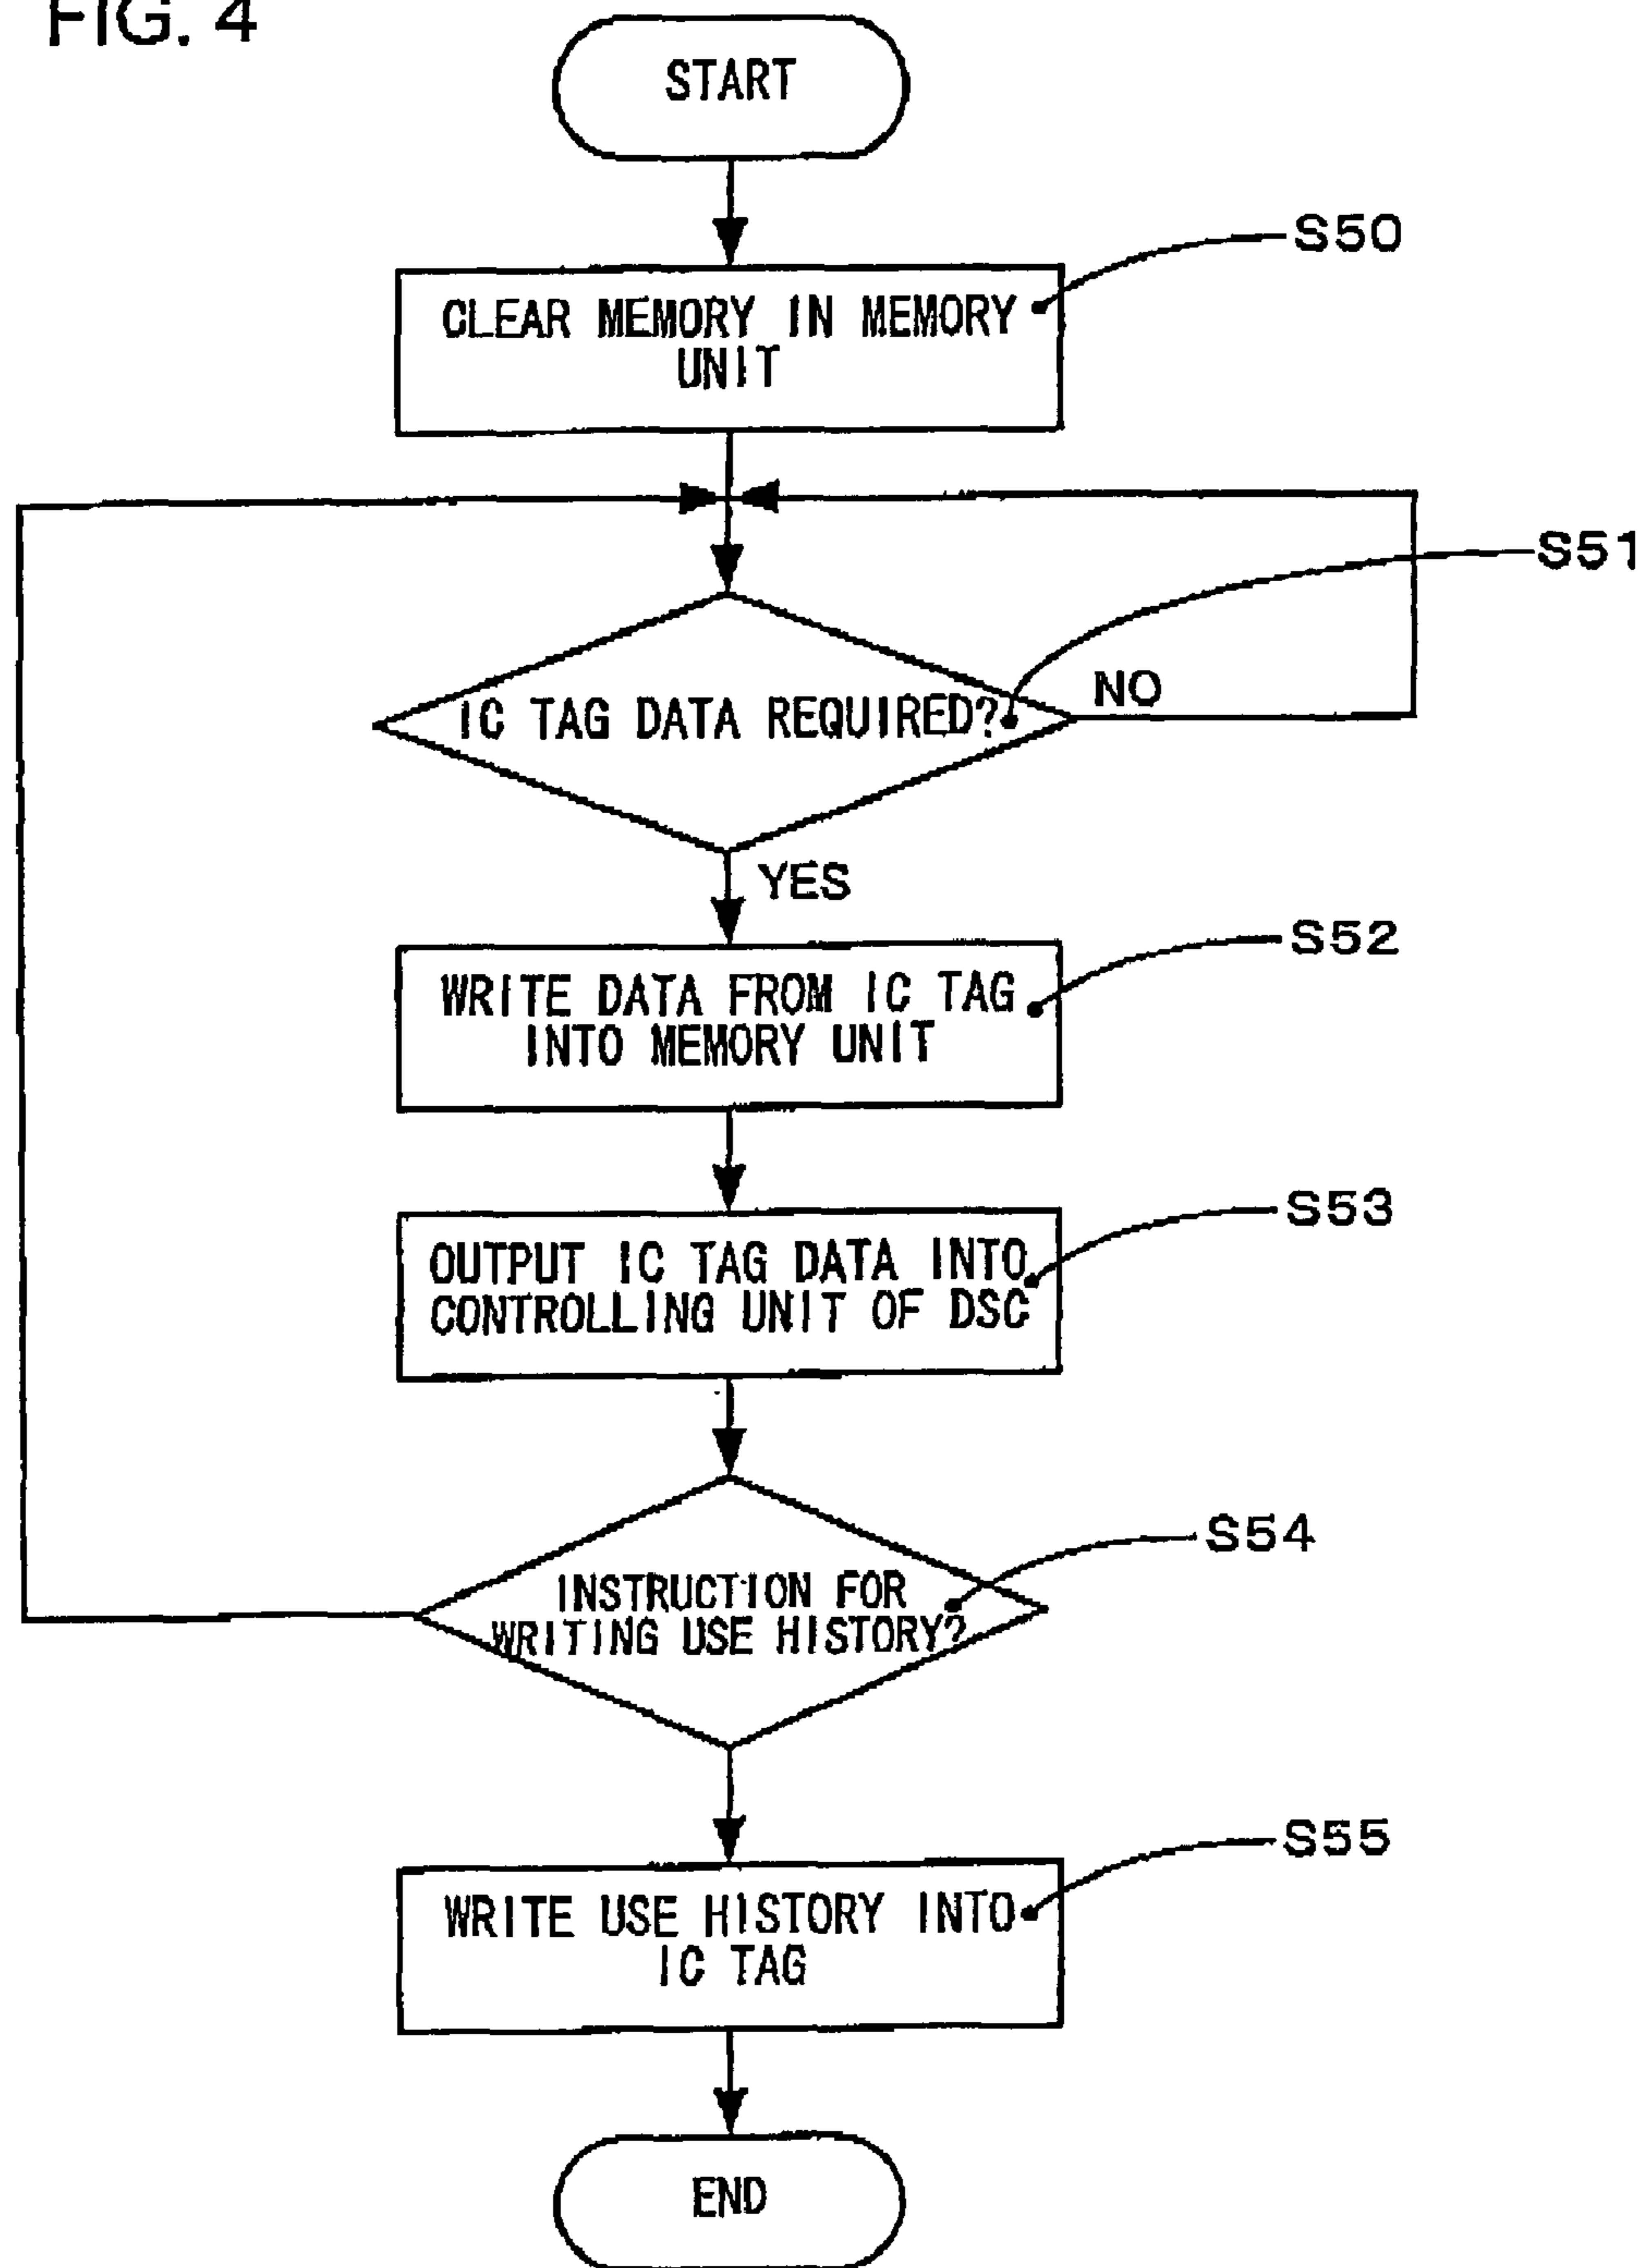 FIG. 4
START
S50
CLEAR MEMORY IN MEMORY
UNIT
S51
IC TAG DATA REQUIRED?
NO
YES
S52
WRITE DATA FROM IC TAG
INTO MEMORY UNIT
S53
OUTPUT IC TAG DATA INTO
CONTROLLING UNIT OF DSC
S54
INSTRUCTION FOR
WRITING USE HISTORY?
S55
WRITE USE HISTORY INTO
IC TAG
END